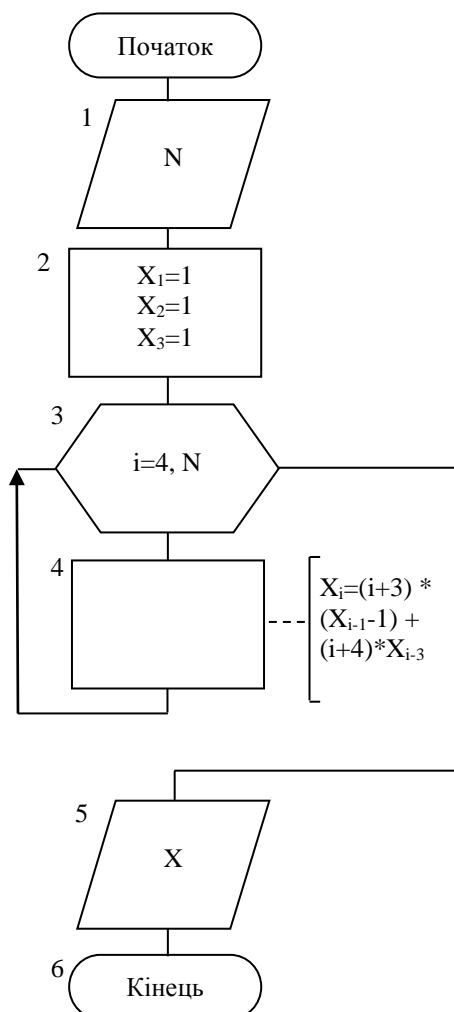 Початок
1
N
2
X₁=1
X₂=1
X₃=1
3
i=4, N
4
Xᵢ=(i+3) *
(Xᵢ₋₁-1) +
(i+4)*Xᵢ₋₃
5
X
6
Кінець